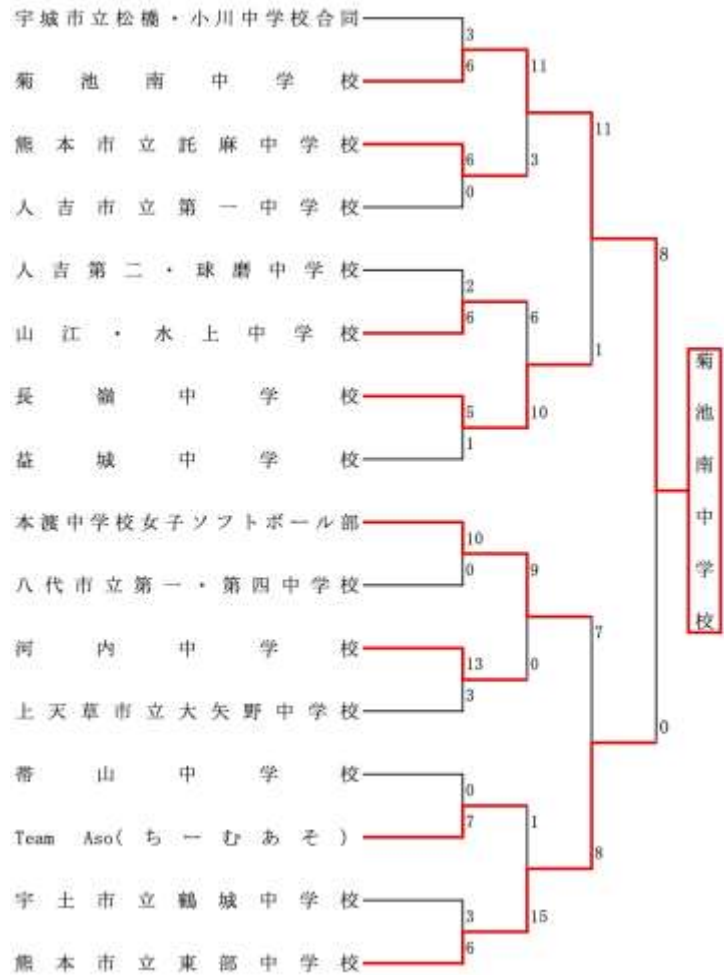 宇城市立松橋・小川中学校合同
3
6
菊池南中学校
11
11
熊本市立託麻中学校
6
0
3
人吉市立第一中学校
人吉第二・球磨中学校
2
6
6
山江・水上中学校
1
8
長嶺中学校
5
1
10
益城中学校
菊池南中学校
本渡中学校女子ソフトボール部
10
0
9
八代市立第一・第四中学校
7
河内中学校
13
3
0
上天草市立大矢野中学校
0
帯山中学校
0
7
1
Team Aso(ちーむあそ)
8
宇土市立鶴城中学校
3
6
15
熊本市立東部中学校